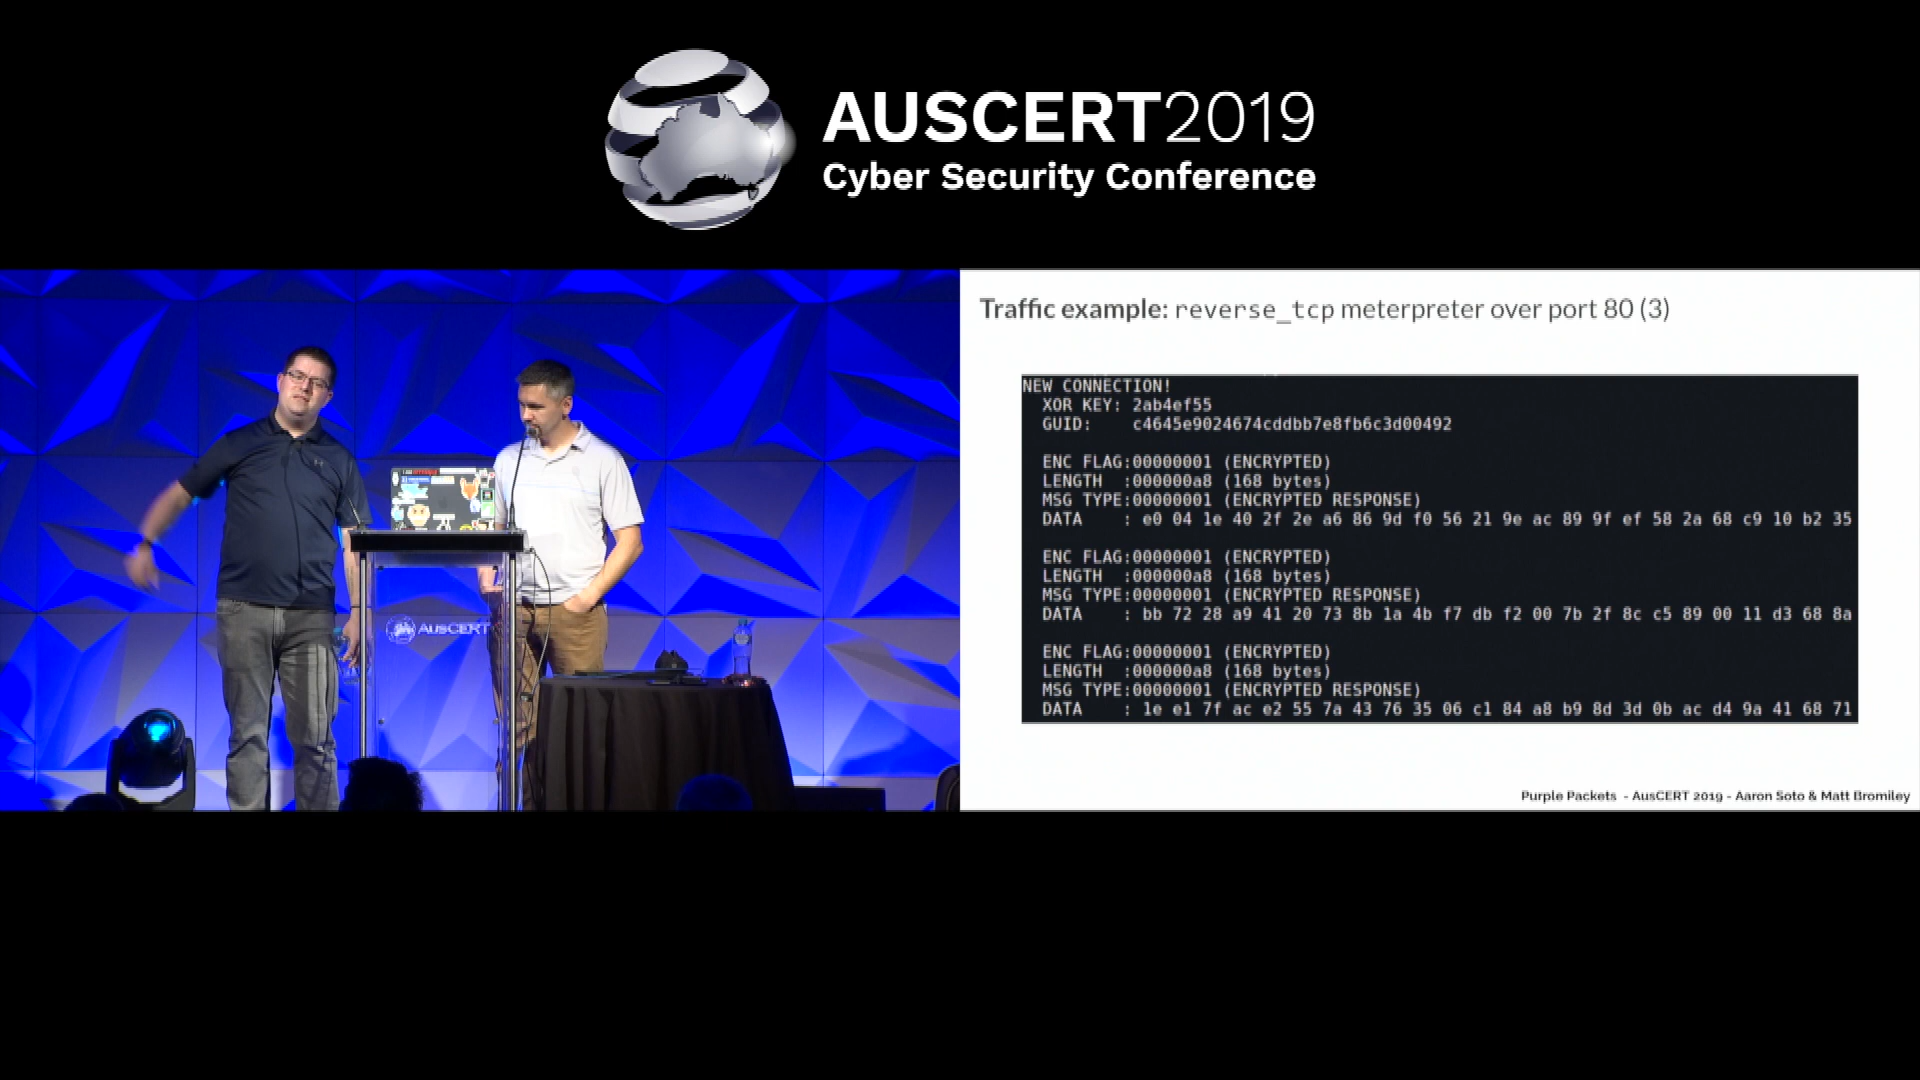 AUSCERT2019
Cyber Security Conference
AUSCERT
Traffic example: reverse_tcp meterpreter over port 80 (3)
NEW CONNECTION!
XOR KEY: 2ab4ef55
GUID: c4645e9024674cddbb7e8fb6c3d00492
ENC FLAG:00000001 (ENCRYPTED)
LENGTH :000000a8 (168 bytes)
MSG TYPE:00000001 (ENCRYPTED RESPONSE)
DATA : e0 04 1e 40 2f 2e a6 86 9d f0 56 21 9e ac 89 9f ef 58 2a 68 c9 10 b2 35
ENC FLAG:00000001 (ENCRYPTED)
LENGTH :000000a8 (168 bytes)
MSG TYPE:00000001 (ENCRYPTED RESPONSE)
DATA : bb 72 28 a9 41 20 73 8b 1a 4b f7 db f2 00 7b 2f 8c c5 89 00 11 d3 68 8a
ENC FLAG:00000001 (ENCRYPTED)
LENGTH :000000a8 (168 bytes)
MSG TYPE:00000001 (ENCRYPTED RESPONSE)
DATA : 1e e1 7f ac e2 55 7a 43 76 35 06 c1 84 a8 b9 8d 3d 0b ac d4 9a 41 68 71
Purple Packets - AusCERT 2019 - Aaron Soto & Matt Bromiley